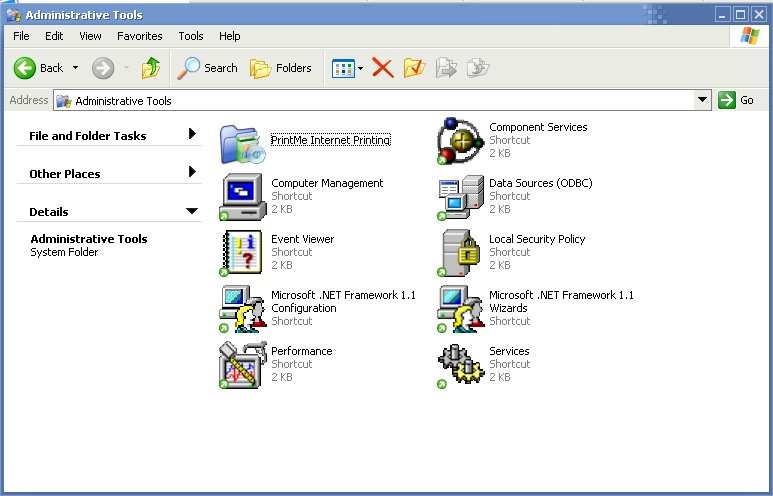 Administrative Tools
File Edit View Favorites Tools Help
Back Search Folders
Address Administrative Tools Go
File and Folder Tasks
Other Places
Details
Administrative Tools
System Folder
PrintMe Internet Printing
Component Services
Shortcut
2 KB
Computer Management
Shortcut
2 KB
Data Sources (ODBC)
Shortcut
2 KB
Event Viewer
Shortcut
2 KB
Local Security Policy
Shortcut
2 KB
Microsoft .NET Framework 1.1
Configuration
Shortcut
Microsoft .NET Framework 1.1
Wizards
Shortcut
Performance
Shortcut
2 KB
Services
Shortcut
2 KB